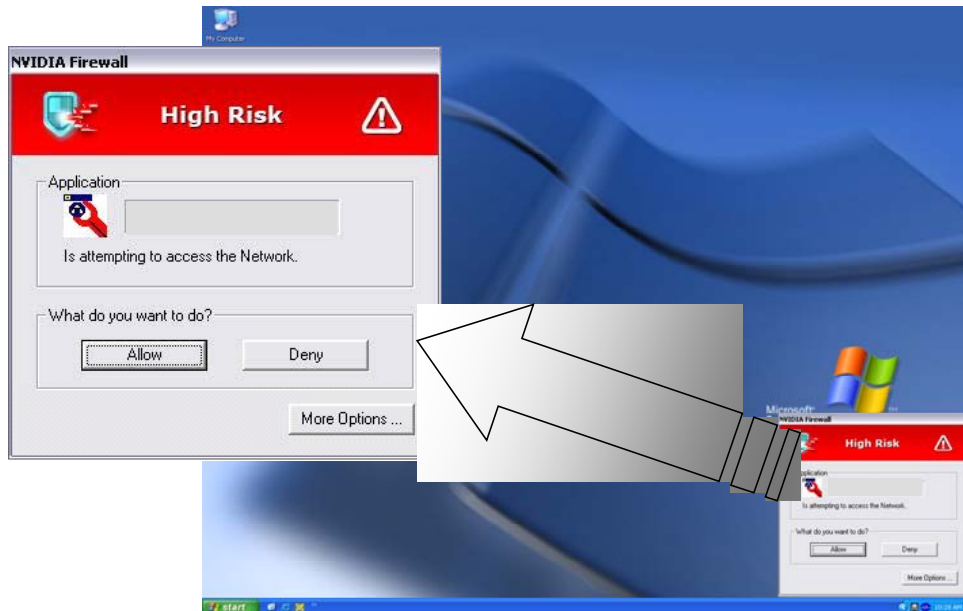 My Computer
NVIDIA Firewall
High Risk
Application
Is attempting to access the Network.
What do you want to do?
Allow
Deny
More Options ...
Microsoft
NVIDIA Firewall
High Risk
Application
Is attempting to access the Network.
What do you want to do?
Allow
Deny
More Options ...
start